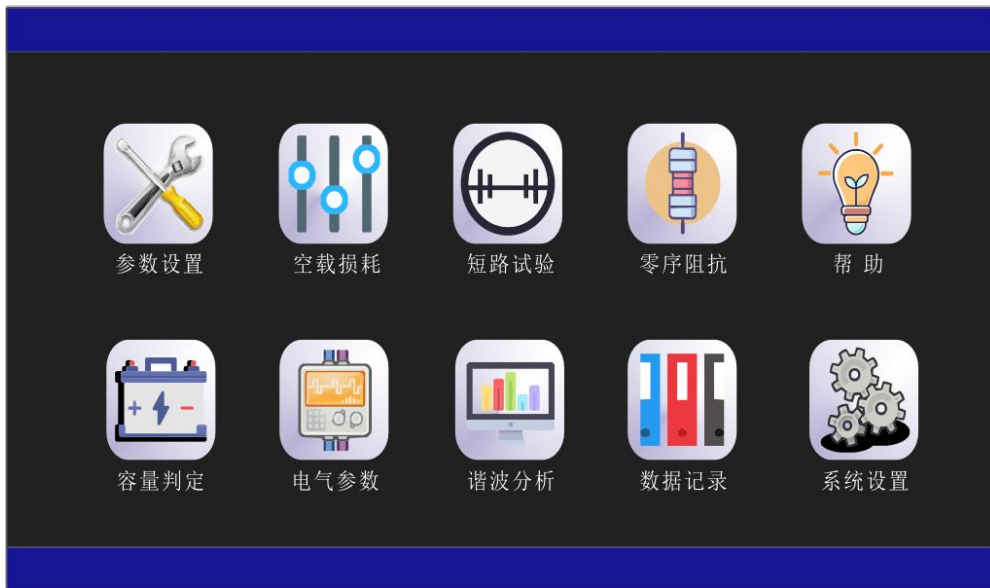 参数设置 空载损耗 短路试验 零序阻抗 帮 助
容量判定 电气参数 谐波分析 数据记录 系统设置